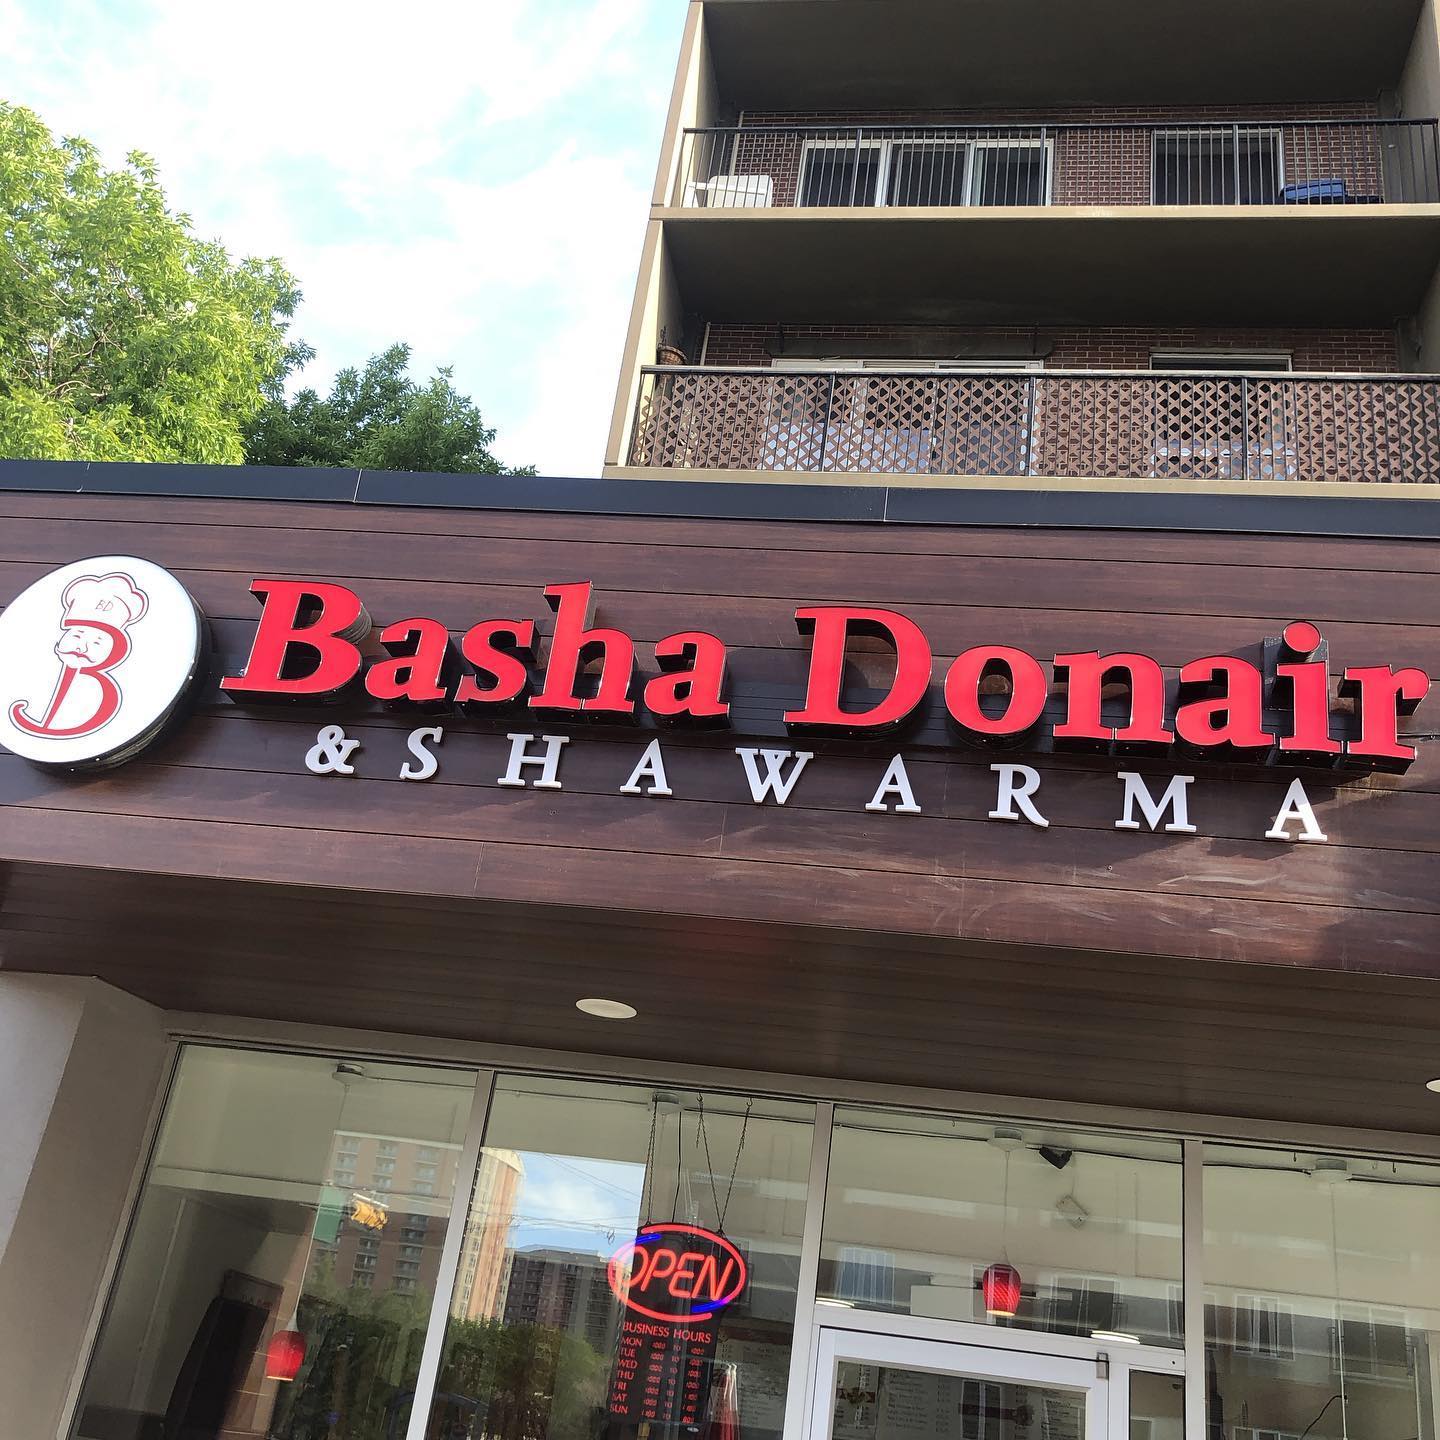 BD
B
Basha Donair
& SHAWARMA
OPEN
BUSINESS HOURS
MON
TUE
WED
THU
FRI
SAT
SUN